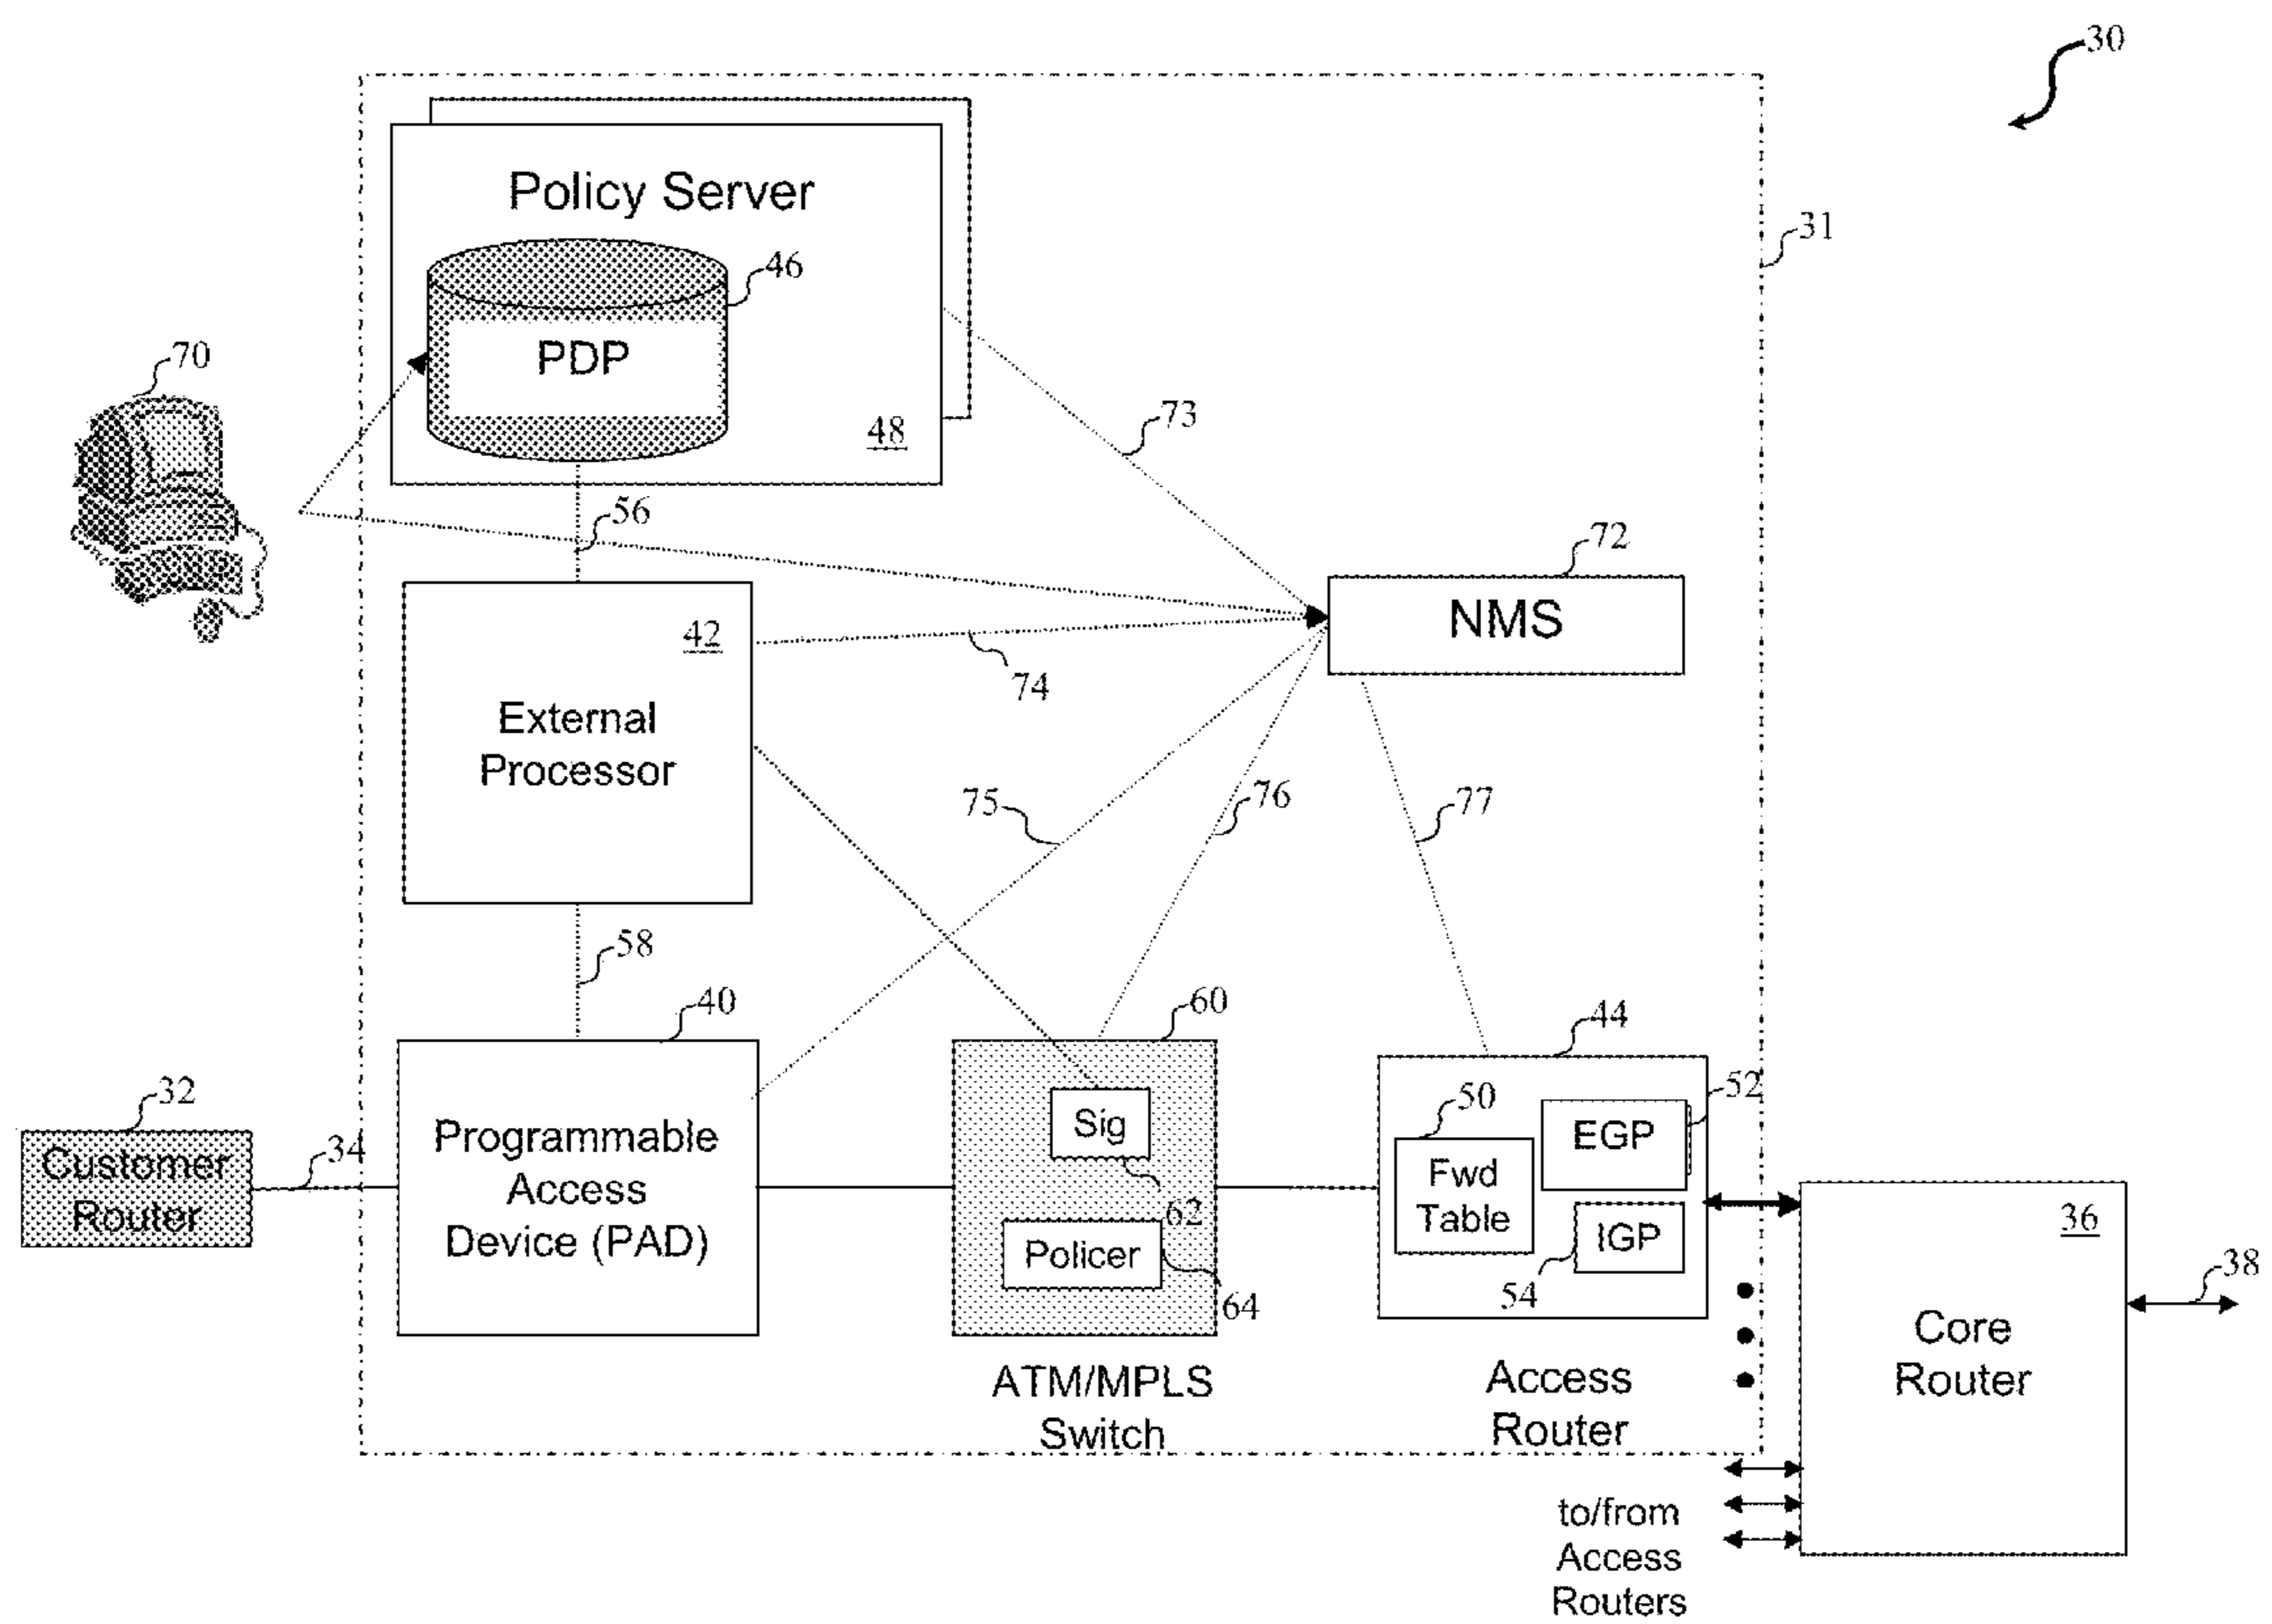 30
31
Policy Server
46
PDP
48
70
73
56
72
NMS
42
74
External
Processor
75
76
77
58
40
60
44
32
34
Customer
Router
Programmable
Access
Device (PAD)
Sig
62
Policer
64
50
52
EGP
Fwd
Table
IGP
54
36
38
Core
Router
ATM/MPLS
Switch
Access
Router
to/from
Access
Routers